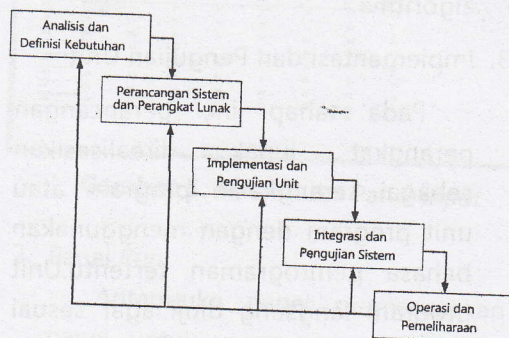 Analisis dan
Definisi Kebutuhan
Perancangan Sistem
dan Perangkat Lunak
Implementasi dan
Pengujian Unit
Integrasi dan
Pengujian Sistem
Operasi dan
Pemeliharaan